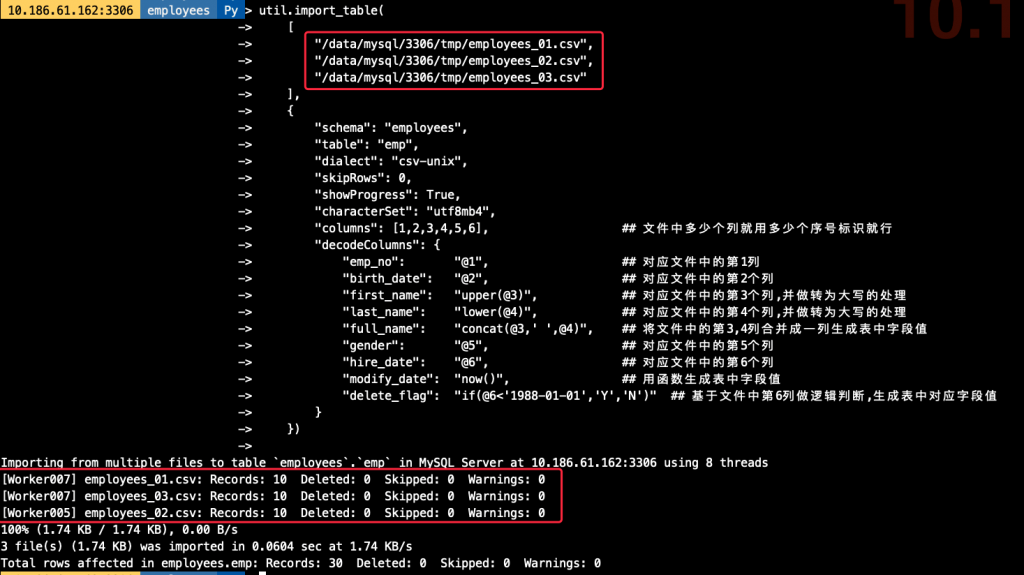 10.1
10.186.61.162:3306 employees Py > util.import_table(
-> [
-> "/data/mysql/3306/tmp/employees_01.csv",
-> "/data/mysql/3306/tmp/employees_02.csv",
-> "/data/mysql/3306/tmp/employees_03.csv"
-> ],
-> {
-> "schema": "employees",
-> "table": "emp",
-> "dialect": "csv-unix",
-> "skipRows": 0,
-> "showProgress": True,
-> "characterSet": "utf8mb4",
-> "columns": [1,2,3,4,5,6], ## 文件中多少个列就用多少个序号标识就行
-> "decodeColumns": {
-> "emp_no": "@1", ## 对应文件中的第1列
-> "birth_date": "@2", ## 对应文件中的第2个列
-> "first_name": "upper(@3)", ## 对应文件中的第3个列,并做转为大写的处理
-> "last_name": "lower(@4)", ## 对应文件中的第4个列,并做转为大写的处理
-> "full_name": "concat(@3,' ',@4)", ## 将文件中的第3,4列合并成一列生成表中字段值
-> "gender": "@5", ## 对应文件中的第5个列
-> "hire_date": "@6", ## 对应文件中的第6个列
-> "modify_date": "now()", ## 用函数生成表中字段值
-> "delete_flag": "if(@6<'1988-01-01','Y','N')" ## 基于文件中第6列做逻辑判断,生成表中对应字段值
-> }
-> })
->
Importing from multiple files to table `employees`.`emp` in MySQL Server at 10.186.61.162:3306 using 8 threads
[Worker007] employees_01.csv: Records: 10 Deleted: 0 Skipped: 0 Warnings: 0
[Worker007] employees_03.csv: Records: 10 Deleted: 0 Skipped: 0 Warnings: 0
[Worker005] employees_02.csv: Records: 10 Deleted: 0 Skipped: 0 Warnings: 0
100% (1.74 KB / 1.74 KB), 0.00 B/s
3 file(s) (1.74 KB) was imported in 0.0604 sec at 1.74 KB/s
Total rows affected in employees.emp: Records: 30 Deleted: 0 Skipped: 0 Warnings: 0